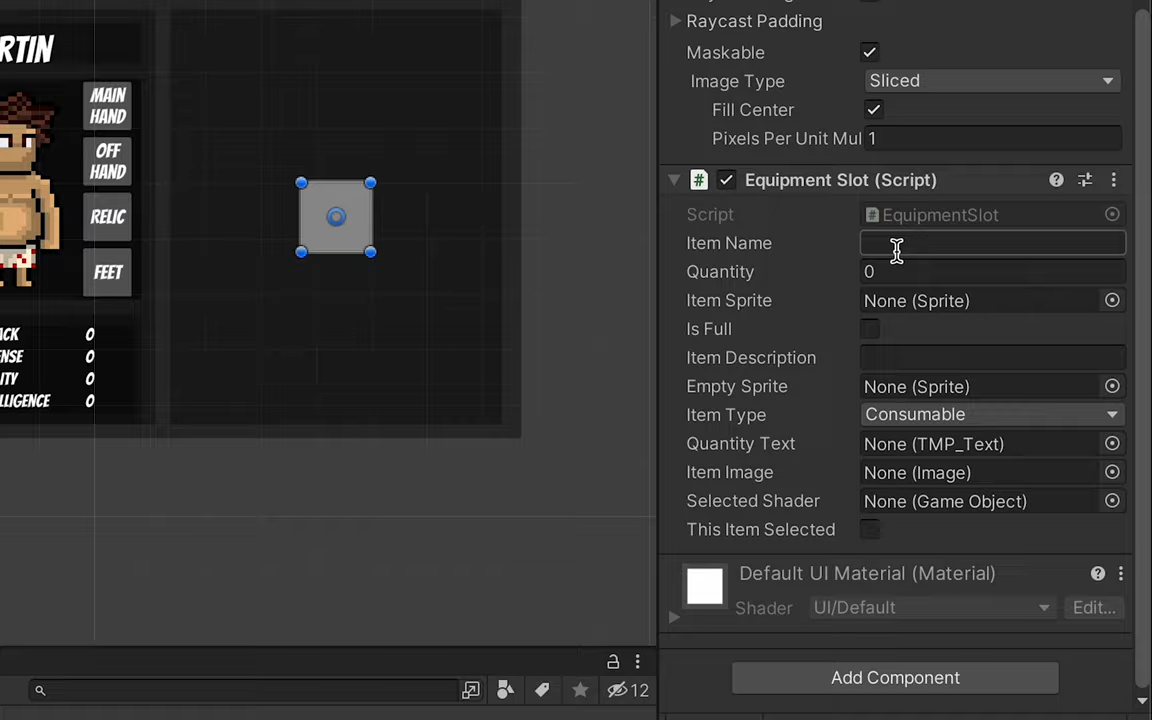 RTIN
MAIN
HAND
OFF
HAND
RELIC
FEET
ACK 0
NSE 0
ITY 0
LLIGENCE 0
Raycast Padding
Maskable
Image Type Sliced
Fill Center
Pixels Per Unit Mul 1
# Equipment Slot (Script)
Script # EquipmentSlot
Item Name
Quantity 0
Item Sprite None (Sprite)
Is Full
Item Description
Empty Sprite None (Sprite)
Item Type Consumable
Quantity Text None (TMP_Text)
Item Image None (Image)
Selected Shader None (Game Object)
This Item Selected
Default UI Material (Material)
Shader UI/Default Edit...
Add Component
12